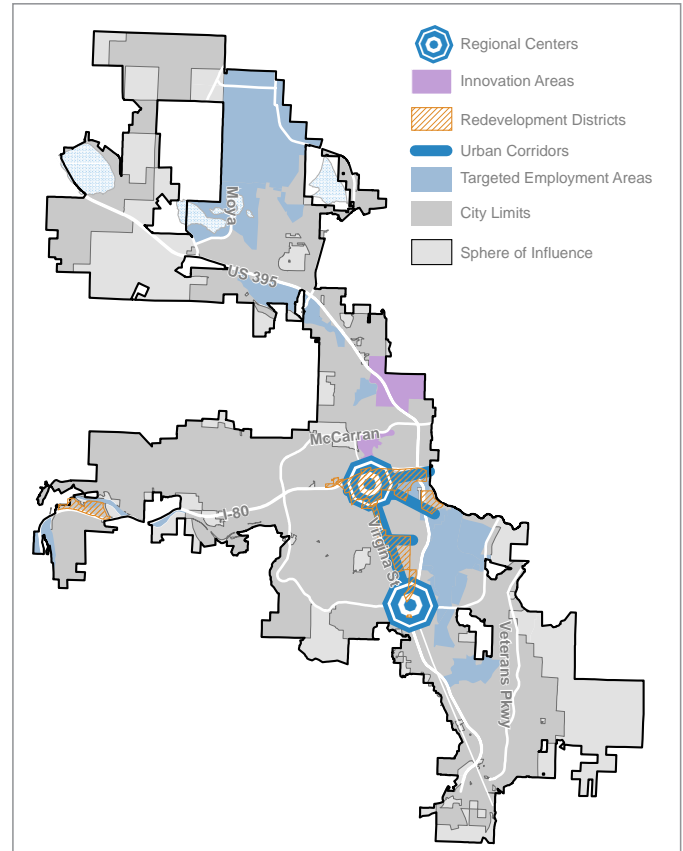 Regional Centers
Innovation Areas
Redevelopment Districts
Urban Corridors
Targeted Employment Areas
City Limits
Sphere of Influence
Moya
US 395
McCarran
I-80
Virgina St
Veterans Pkwy